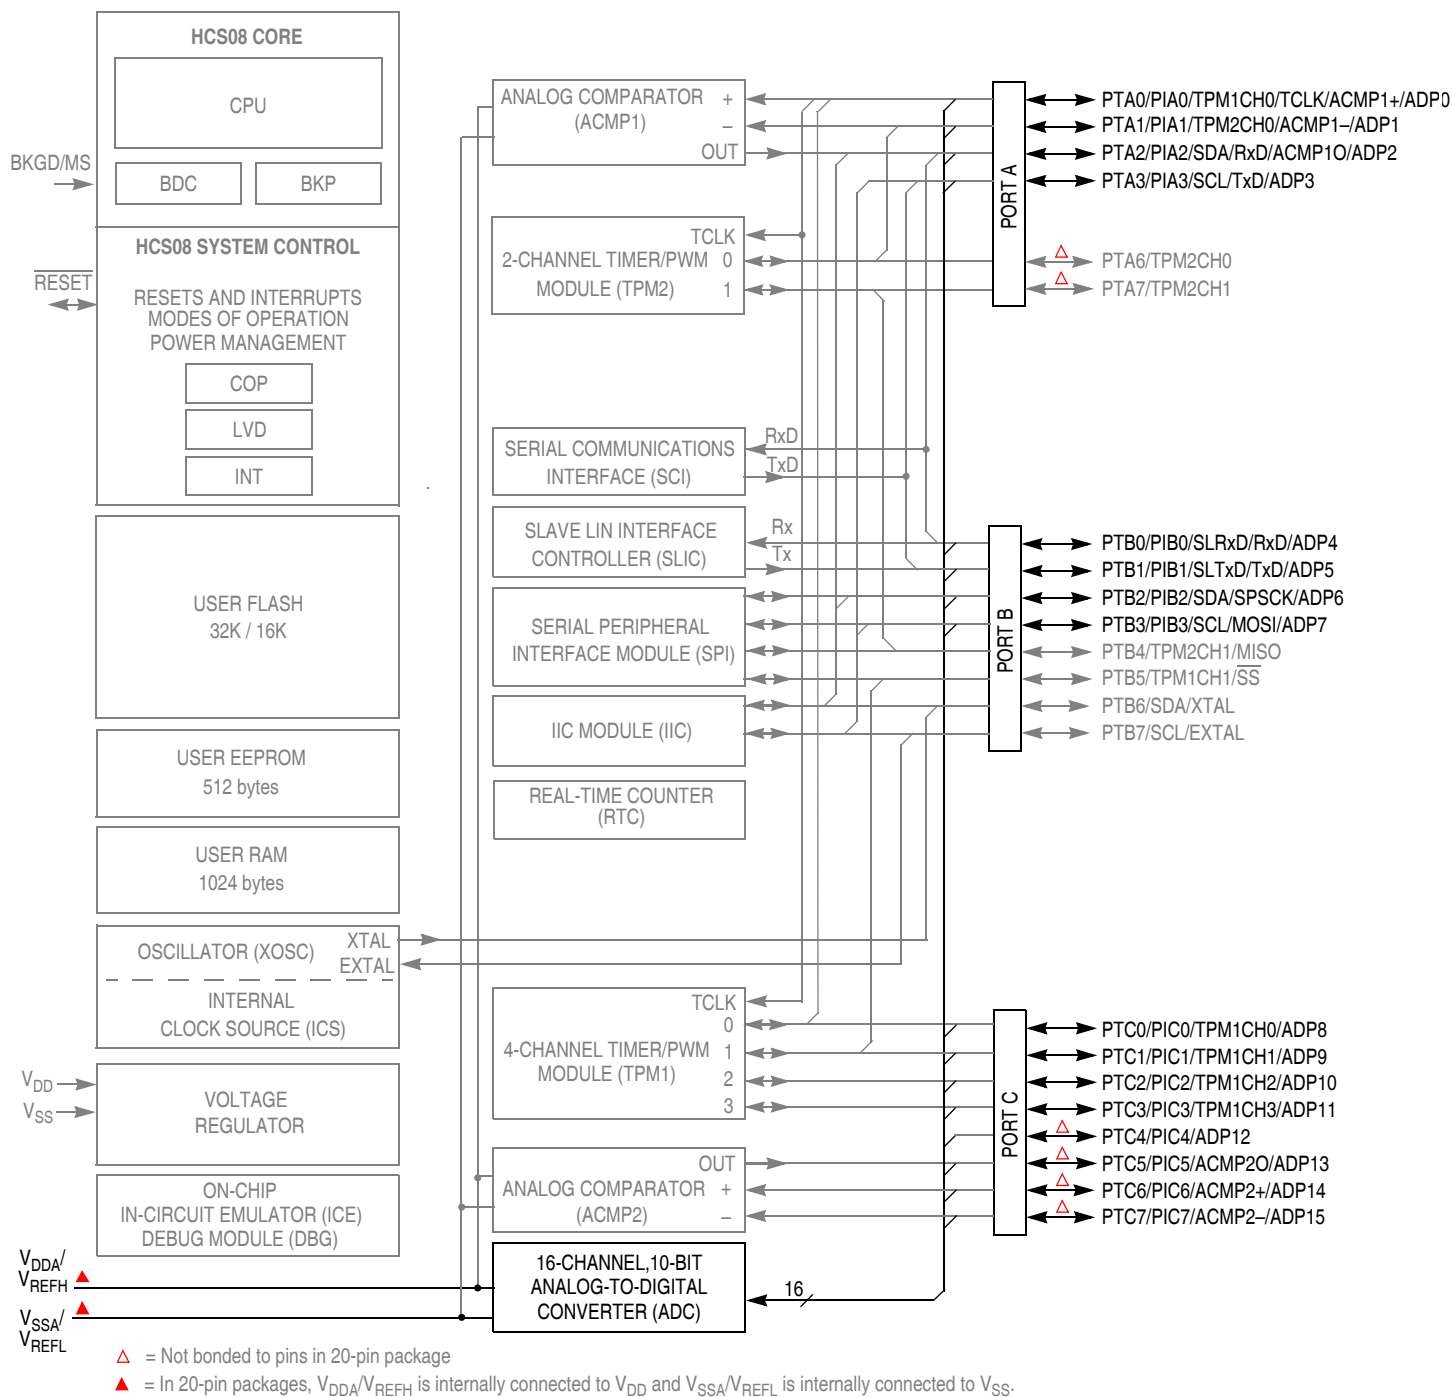 HCS08 CORE
CPU
BKGD/MS
BDC
BKP
HCS08 SYSTEM CONTROL
RESET
RESETS AND INTERRUPTS
MODES OF OPERATION
POWER MANAGEMENT
COP
LVD
INT
USER FLASH
32K / 16K
USER EEPROM
512 bytes
USER RAM
1024 bytes
OSCILLATOR (XOSC)
XTAL
EXTAL
INTERNAL
CLOCK SOURCE (ICS)
VDD
VSS
VOLTAGE
REGULATOR
ON-CHIP
IN-CIRCUIT EMULATOR (ICE)
DEBUG MODULE (DBG)
VDDA/
VREFH
VSSA/
VREFL
ANALOG COMPARATOR +
(ACMP1) –
OUT
TCLK
2-CHANNEL TIMER/PWM 0
MODULE (TPM2) 1
SERIAL COMMUNICATIONS
INTERFACE (SCI)
RxD
TxD
SLAVE LIN INTERFACE
CONTROLLER (SLIC)
Rx
Tx
SERIAL PERIPHERAL
INTERFACE MODULE (SPI)
IIC MODULE (IIC)
REAL-TIME COUNTER
(RTC)
TCLK
0
4-CHANNEL TIMER/PWM 1
MODULE (TPM1) 2
3
OUT
ANALOG COMPARATOR +
(ACMP2) –
16-CHANNEL,10-BIT
ANALOG-TO-DIGITAL
CONVERTER (ADC)
16
PORT A
PTA0/PIA0/TPM1CH0/TCLK/ACMP1+/ADP0
PTA1/PIA1/TPM2CH0/ACMP1–/ADP1
PTA2/PIA2/SDA/RxD/ACMP1O/ADP2
PTA3/PIA3/SCL/TxD/ADP3
PTA6/TPM2CH0
PTA7/TPM2CH1
PORT B
PTB0/PIB0/SLRxD/RxD/ADP4
PTB1/PIB1/SLTxD/TxD/ADP5
PTB2/PIB2/SDA/SPSCK/ADP6
PTB3/PIB3/SCL/MOSI/ADP7
PTB4/TPM2CH1/MISO
PTB5/TPM1CH1/SS
PTB6/SDA/XTAL
PTB7/SCL/EXTAL
PORT C
PTC0/PIC0/TPM1CH0/ADP8
PTC1/PIC1/TPM1CH1/ADP9
PTC2/PIC2/TPM1CH2/ADP10
PTC3/PIC3/TPM1CH3/ADP11
PTC4/PIC4/ADP12
PTC5/PIC5/ACMP2O/ADP13
PTC6/PIC6/ACMP2+/ADP14
PTC7/PIC7/ACMP2–/ADP15
△ = Not bonded to pins in 20-pin package
▲ = In 20-pin packages, VDDA/VREFH is internally connected to VDD and VSSA/VREFL is internally connected to VSS.